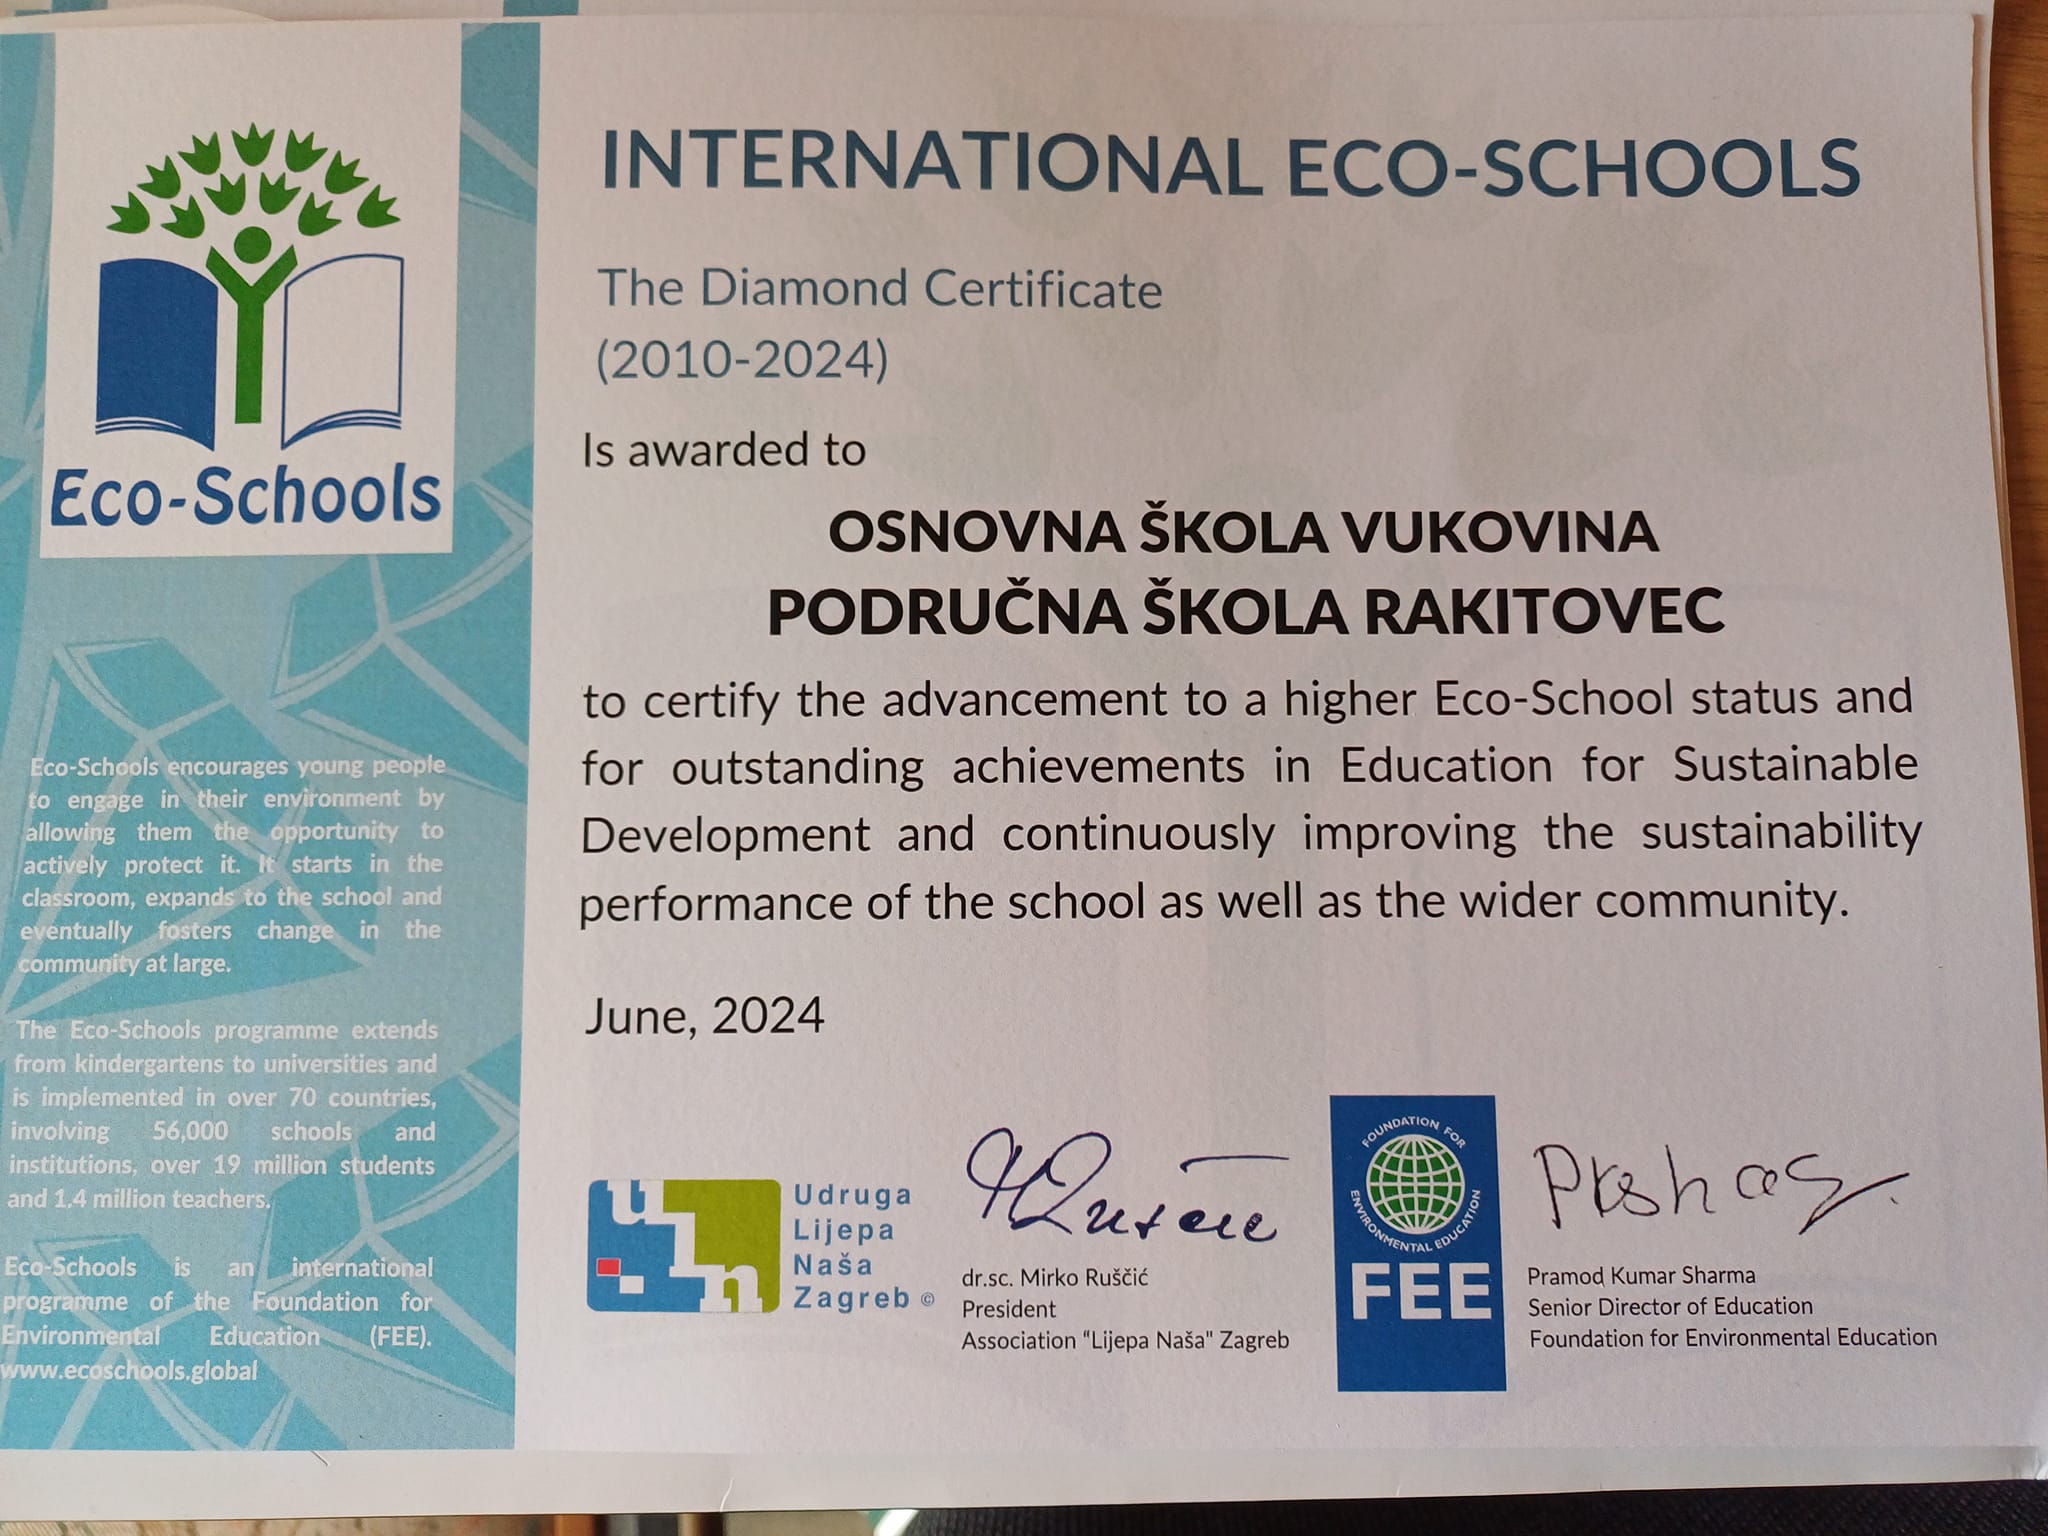 Eco-Schools
Eco-Schools encourages young people
to engage in their environment by
allowing them the opportunity to
actively protect it. It starts in the
classroom, expands to the school and
eventually fosters change in the
community at large.
The Eco-Schools programme extends
from kindergartens to universities and
is implemented in over 70 countries,
involving 56,000 schools and
institutions, over 19 million students
and 1.4 million teachers.
Eco-Schools is an international
programme of the Foundation for
Environmental Education (FEE).
www.ecoschools.global
INTERNATIONAL ECO-SCHOOLS
The Diamond Certificate
(2010-2024)
Is awarded to
OSNOVNA ŠKOLA VUKOVINA
PODRUČNA ŠKOLA RAKITOVEC
to certify the advancement to a higher Eco-School status and
for outstanding achievements in Education for Sustainable
Development and continuously improving the sustainability
performance of the school as well as the wider community.
June, 2024
uln
Udruga
Lijepa
Naša
Zagreb ©
dr.sc. Mirko Ruščić
President
Association “Lijepa Naša" Zagreb
FOUNDATION FOR
ENVIRONMENTAL EDUCATION
FEE
Pramod Kumar Sharma
Senior Director of Education
Foundation for Environmental Education